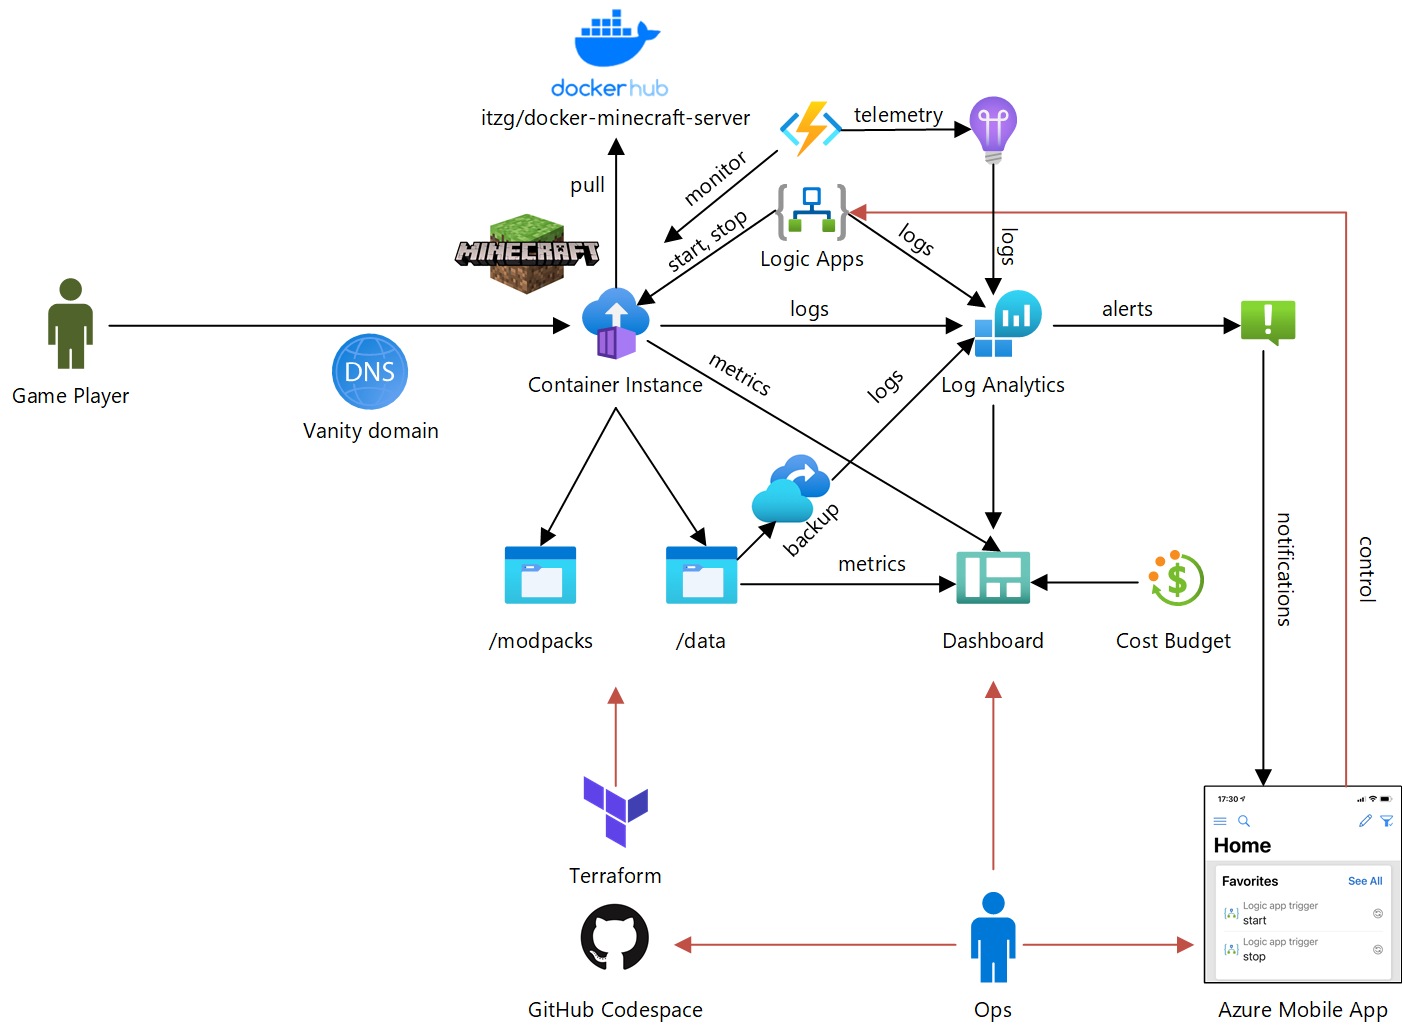 dockerhub
itzg/docker-minecraft-server
telemetry
monitor
pull
start, stop
logs
logs
MINECRAFT
Logic Apps
logs
alerts
DNS
metrics
Container Instance
logs
Log Analytics
Game Player
Vanity domain
backup
notifications
control
metrics
/modpacks
/data
Dashboard
Cost Budget
Terraform
17:30
Home
Favorites
See All
Logic app trigger
start
Logic app trigger
stop
GitHub Codespace
Ops
Azure Mobile App